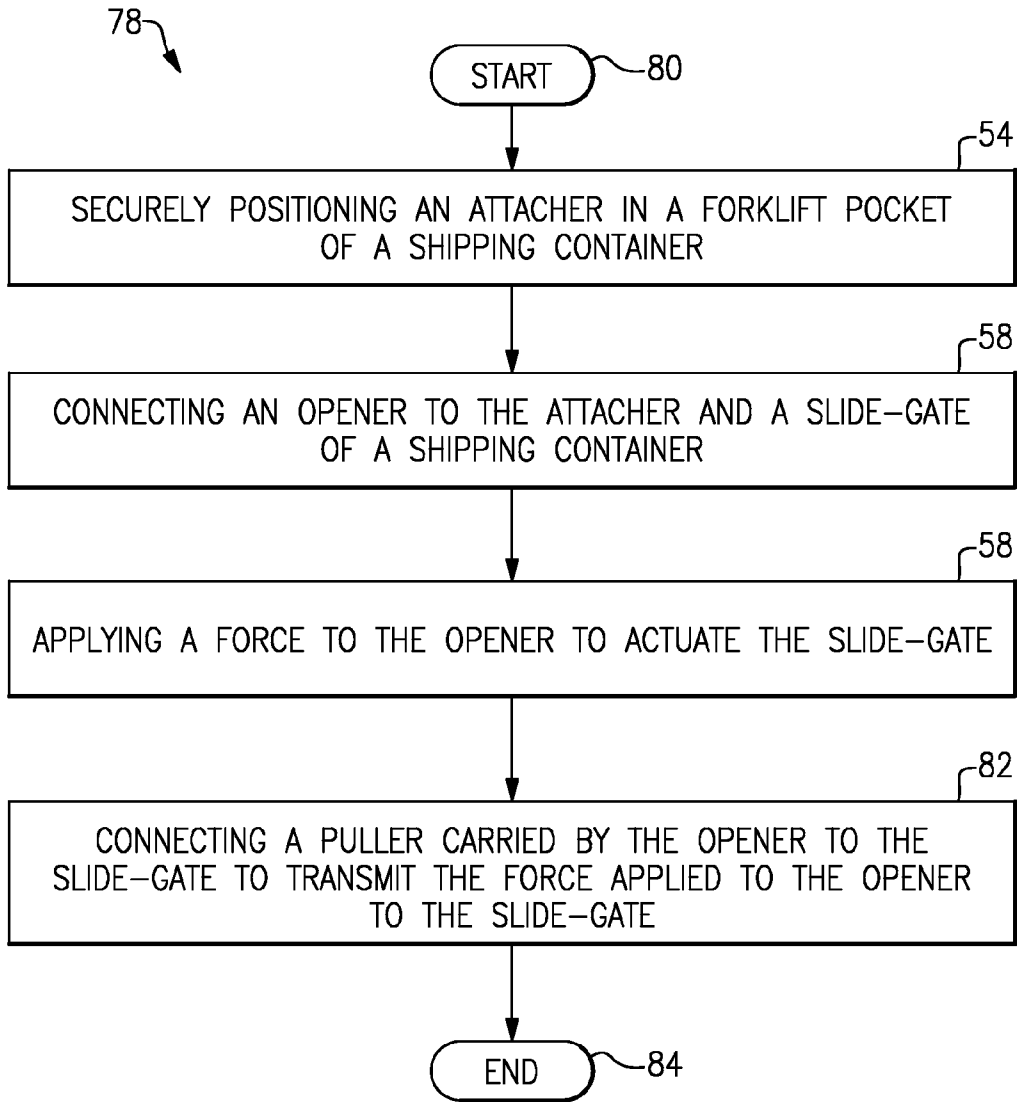 78
START
80
54
SECURELY POSITIONING AN ATTACHER IN A FORKLIFT POCKET
OF A SHIPPING CONTAINER
58
CONNECTING AN OPENER TO THE ATTACHER AND A SLIDE-GATE
OF A SHIPPING CONTAINER
58
APPLYING A FORCE TO THE OPENER TO ACTUATE THE SLIDE-GATE
82
CONNECTING A PULLER CARRIED BY THE OPENER TO THE
SLIDE-GATE TO TRANSMIT THE FORCE APPLIED TO THE OPENER
TO THE SLIDE-GATE
END
84